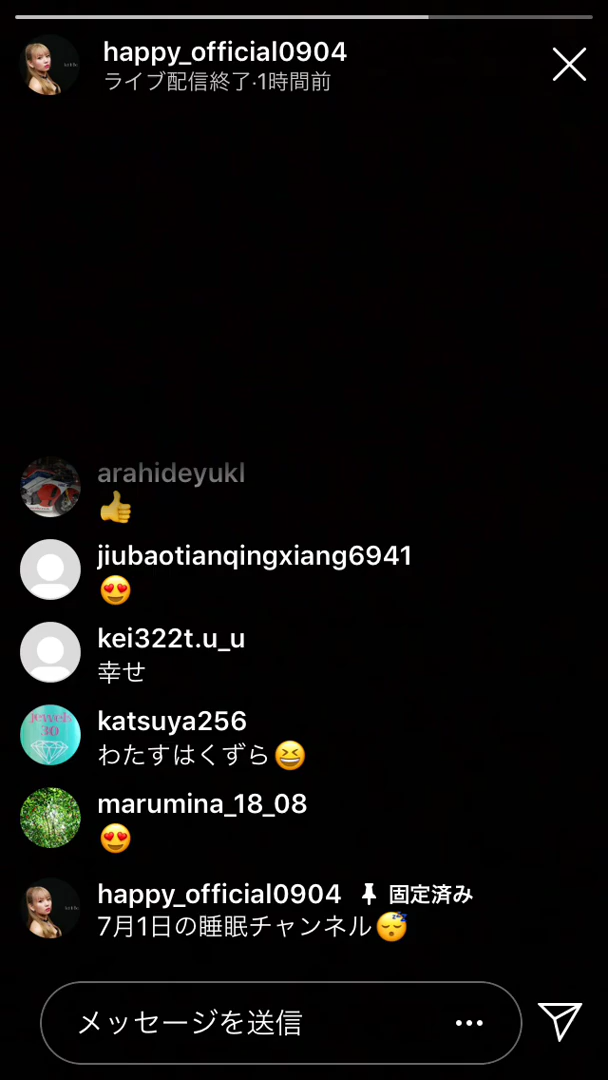 happy_official0904
ライブ配信終了·1時間前
arahideyukl
👍
jiubaotianqingxiang6941
😍
kei322t.u_u
幸せ
katsuya256
jewels
30
わたすはくずら😆
marumina_18_08
😍
happy_official0904 📌 固定済み
7月1日の睡眠チャンネル😴
メッセージを送信